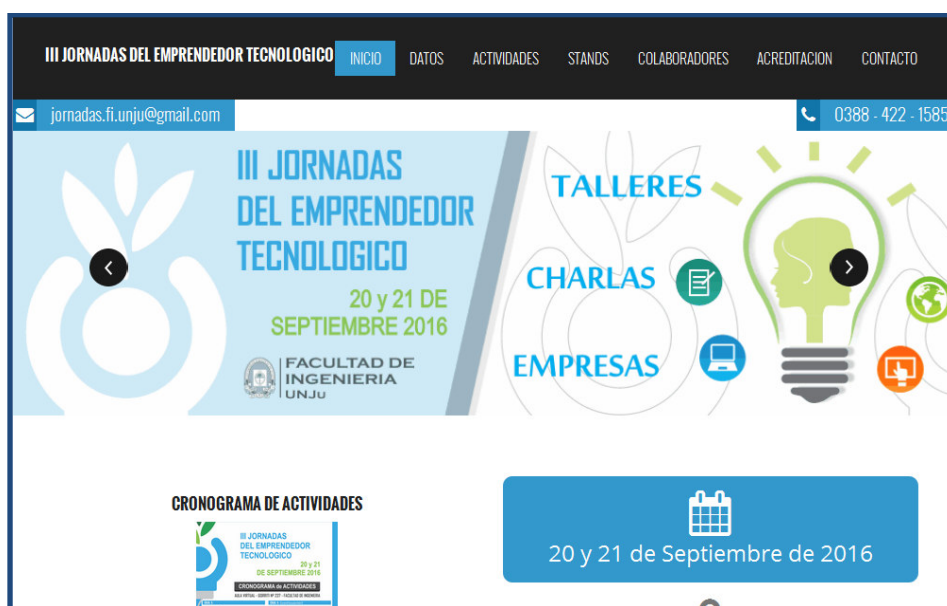 III JORNADAS DEL EMPRENDEDOR TECNOLOGICO
INICIO DATOS ACTIVIDADES STANDS COLABORADORES ACREDITACION CONTACTO
jornadas.fi.unju@gmail.com
0388 - 422 - 1585
III JORNADAS
DEL EMPRENDEDOR
TECNOLOGICO
20 y 21 DE
SEPTIEMBRE 2016
FACULTAD DE
INGENIERIA
UNJu
TALLERES
CHARLAS
EMPRESAS
CRONOGRAMA DE ACTIVIDADES
III JORNADAS
DEL EMPRENDEDOR
TECNOLOGICO
20 y 21
DE SEPTIEMBRE 2016
CRONOGRAMA de ACTIVIDADES
20 y 21 de Septiembre de 2016